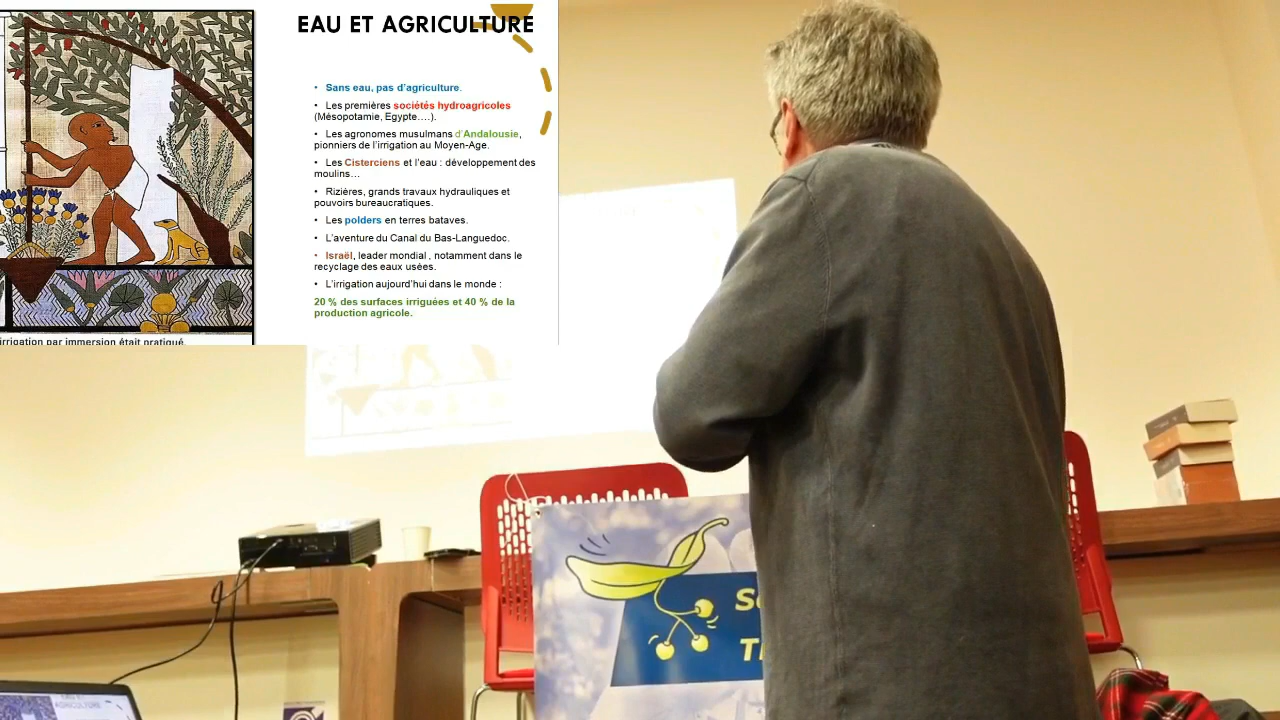 EAU ET AGRICULTURE
• Sans eau, pas d'agriculture.
• Les premières sociétés hydroagricoles
(Mésopotamie, Egypte….).
• Les agronomes musulmans d'Andalousie,
pionniers de l'irrigation au Moyen-Age.
• Les Cisterciens et l'eau : développement des
moulins…
• Rizières, grands travaux hydrauliques et
pouvoirs bureaucratiques.
• Les polders en terres bataves.
• L'aventure du Canal du Bas-Languedoc.
• Israël, leader mondial , notamment dans le
recyclage des eaux usées.
• L'irrigation aujourd'hui dans le monde :
20 % des surfaces irriguées et 40 % de la
production agricole.
irrigation par immersion était pratiqué.
EAU ET
AGRICULTURE